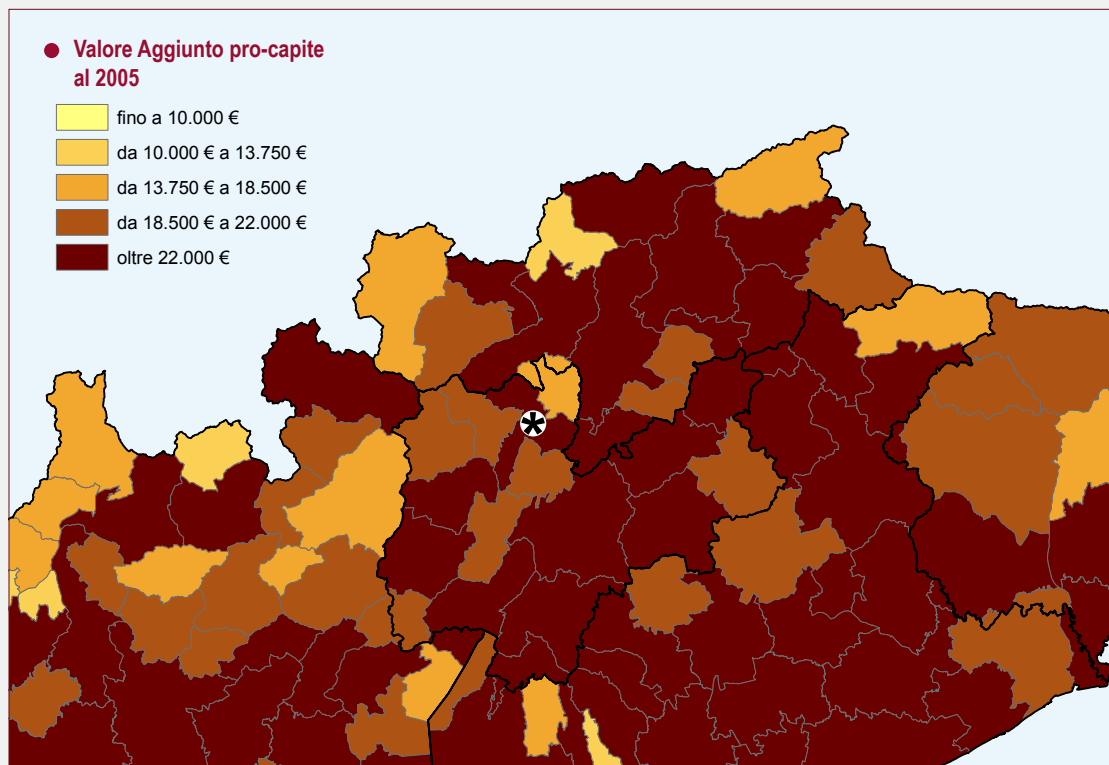 Valore Aggiunto pro-capite
al 2005
fino a 10.000 €
da 10.000 € a 13.750 €
da 13.750 € a 18.500 €
da 18.500 € a 22.000 €
oltre 22.000 €